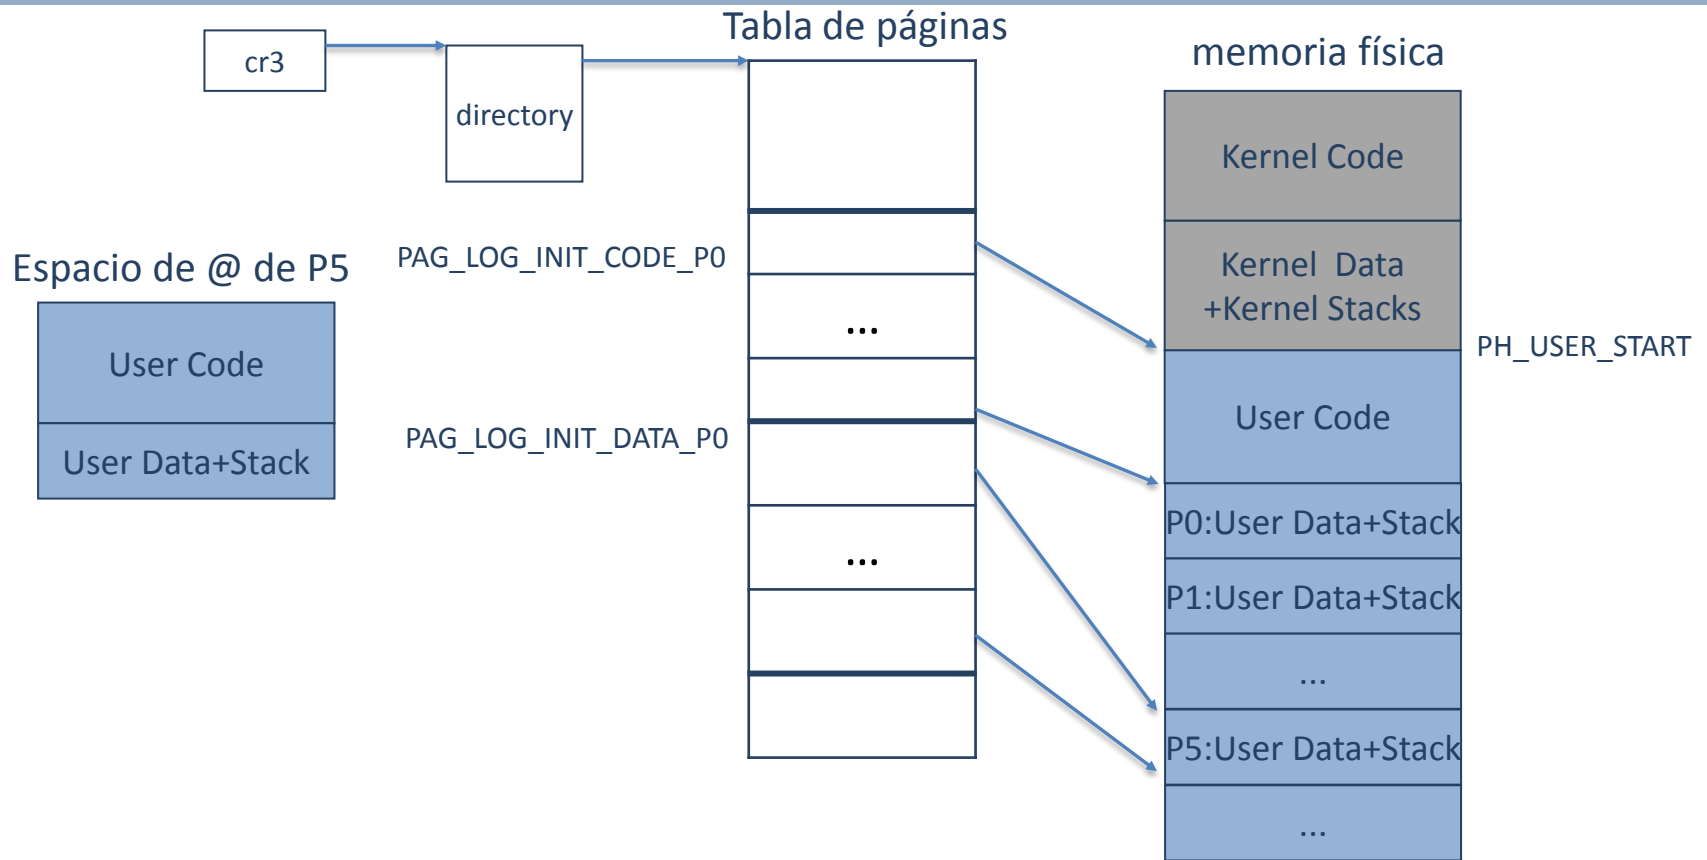 Tabla de páginas
cr3
directory
memoria física
Kernel Code
Kernel Data
+Kernel Stacks
PH_USER_START
User Code
P0:User Data+Stack
P1:User Data+Stack
...
P5:User Data+Stack
...
PAG_LOG_INIT_CODE_P0
...
PAG_LOG_INIT_DATA_P0
...
Espacio de @ de P5
User Code
User Data+Stack